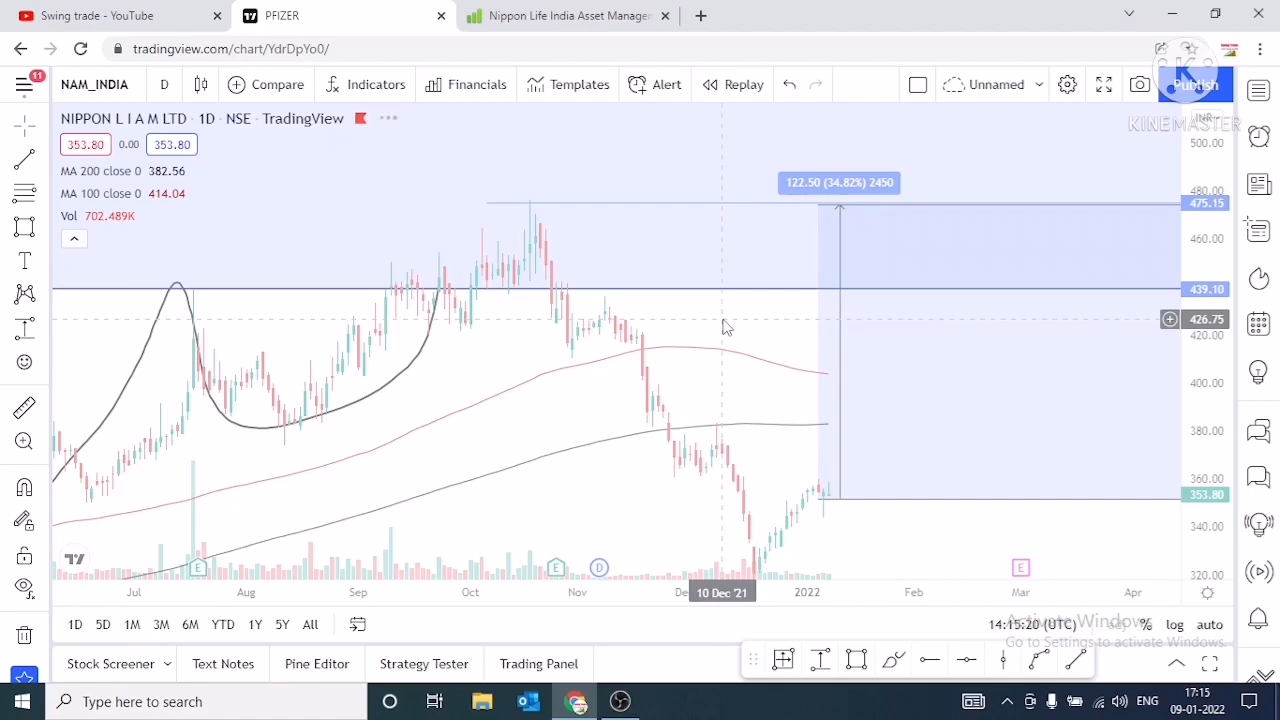 Swing trade - YouTube
PFIZER
Nippon Life India Asset Manage
tradingview.com/chart/YdrDpYo0/
11
NAM_INDIA
D
Compare
Indicators
Financials
Templates
Alert
Replay
Unnamed
Publish
K
KINEMASTER
NIPPON L I A M LTD · 1D · NSE · TradingView
INR
353.80 0.00 353.80
MA 200 close 0 382.56
MA 100 close 0 414.04
Vol 702.489K
122.50 (34.82%) 2450
500.00
480.00
475.15
460.00
439.10
426.75
420.00
400.00
380.00
360.00
353.80
340.00
320.00
E
E
D
E
Jul
Aug
Sep
Oct
Nov
De
10 Dec '21
2022
Feb
Mar
Apr
1D 5D 1M 3M 6M YTD 1Y 5Y All
14:15:20 (UTC)
% log auto
Activate Windows
Go to Settings to activate Windows.
Stock Screener
Text Notes
Pine Editor
Strategy Tester
Trading Panel
Type here to search
ENG
17:15
09-01-2022